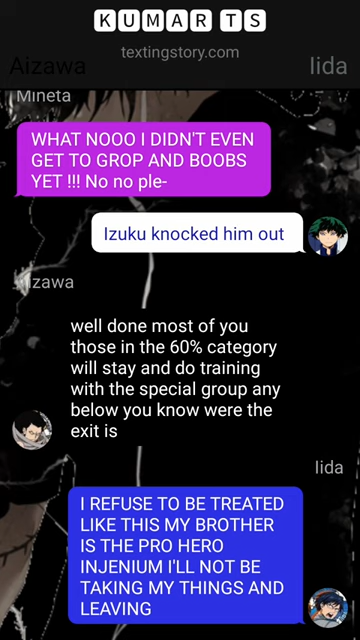 KUMAR TS
textingstory.com
Aizawa
Iida
Mineta
WHAT NOOO I DIDN'T EVEN
GET TO GROP AND BOOBS
YET !!! No no ple-
Izuku knocked him out
Aizawa
well done most of you
those in the 60% category
will stay and do training
with the special group any
below you know were the
exit is
Iida
I REFUSE TO BE TREATED
LIKE THIS MY BROTHER
IS THE PRO HERO
INJENIUM I'LL NOT BE
TAKING MY THINGS AND
LEAVING